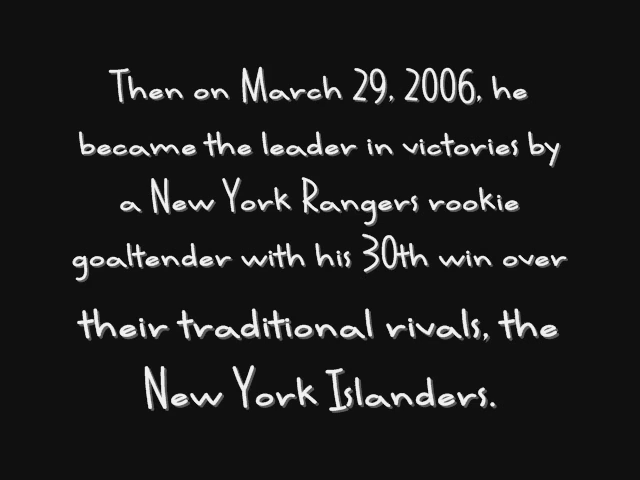 Then on March 29, 2006, he
became the leader in victories by
a New York Rangers rookie
goaltender with his 30th win over
their traditional rivals, the
New York Islanders.